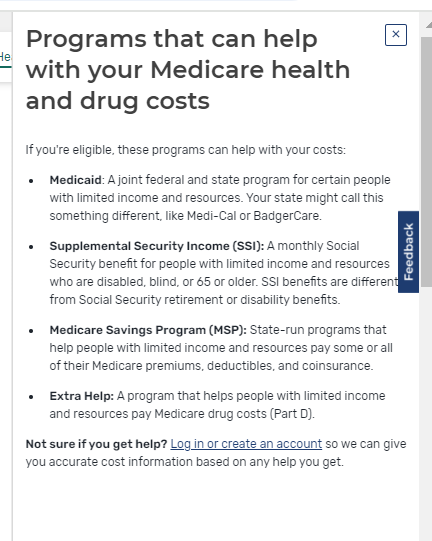 Programs that can help
with your Medicare health
and drug costs
×
He
If you're eligible, these programs can help with your costs:
• Medicaid: A joint federal and state program for certain people
with limited income and resources. Your state might call this
something different, like Medi-Cal or BadgerCare.
• Supplemental Security Income (SSI): A monthly Social
Security benefit for people with limited income and resources
who are disabled, blind, or 65 or older. SSI benefits are different
from Social Security retirement or disability benefits.
Feedback
• Medicare Savings Program (MSP): State-run programs that
help people with limited income and resources pay some or all
of their Medicare premiums, deductibles, and coinsurance.
• Extra Help: A program that helps people with limited income
and resources pay Medicare drug costs (Part D).
Not sure if you get help? Log in or create an account so we can give
you accurate cost information based on any help you get.